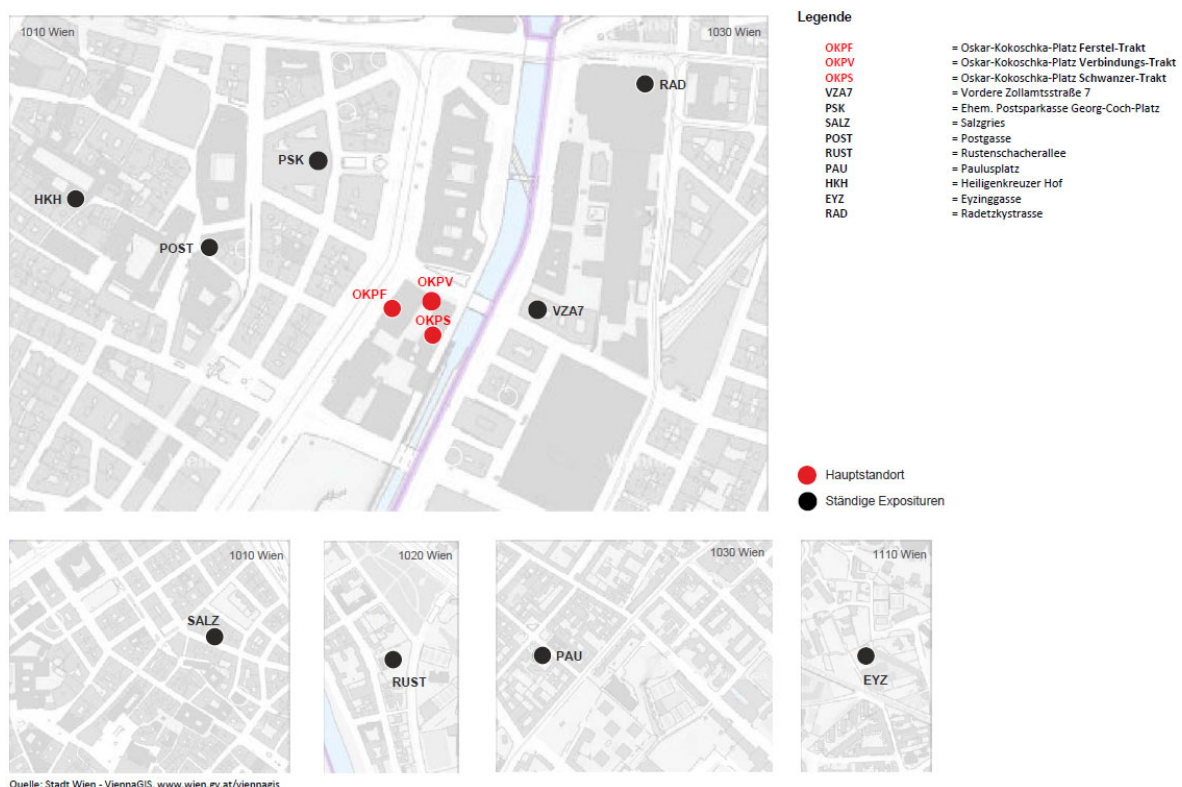 1010 Wien
1030 Wien
RAD
PSK
HKH
POST
OKPV
OKPF
OKPS
VZA7
Legende
OKPF = Oskar-Kokoschka-Platz Ferstel-Trakt
OKPV = Oskar-Kokoschka-Platz Verbindungs-Trakt
OKPS = Oskar-Kokoschka-Platz Schwanzer-Trakt
VZA7 = Vordere Zollamtsstraße 7
PSK = Ehem. Postsparkasse Georg-Coch-Platz
SALZ = Salzgries
POST = Postgasse
RUST = Rustenschacherallee
PAU = Paulusplatz
HKH = Heiligenkreuzer Hof
EYZ = Eyzinggasse
RAD = Radetzkystrasse
Hauptstandort
Ständige Exposituren
1010 Wien
SALZ
1020 Wien
RUST
1030 Wien
PAU
1110 Wien
EYZ
Quelle: Stadt Wien - ViennaGIS, www.wien.gv.at/viennagis